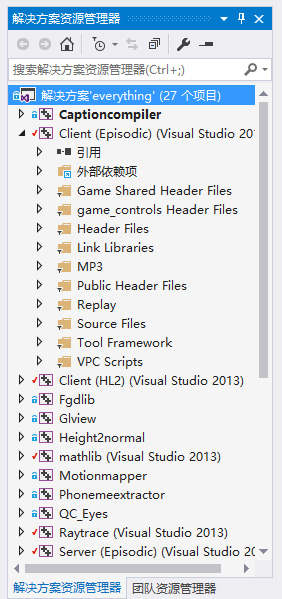 解决方案资源管理器
搜索解决方案资源管理器(Ctrl+;)
解决方案'everything' (27 个项目)
Captioncompiler
Client (Episodic) (Visual Studio 20
引用
外部依赖项
Game Shared Header Files
game_controls Header Files
Header Files
Link Libraries
MP3
Public Header Files
Replay
Source Files
Tool Framework
VPC Scripts
Client (HL2) (Visual Studio 2013)
Fgdlib
Glview
Height2normal
mathlib (Visual Studio 2013)
Motionmapper
Phonemeextractor
QC_Eyes
Raytrace (Visual Studio 2013)
Server (Episodic) (Visual Studio 20
解决方案资源管理器 团队资源管理器